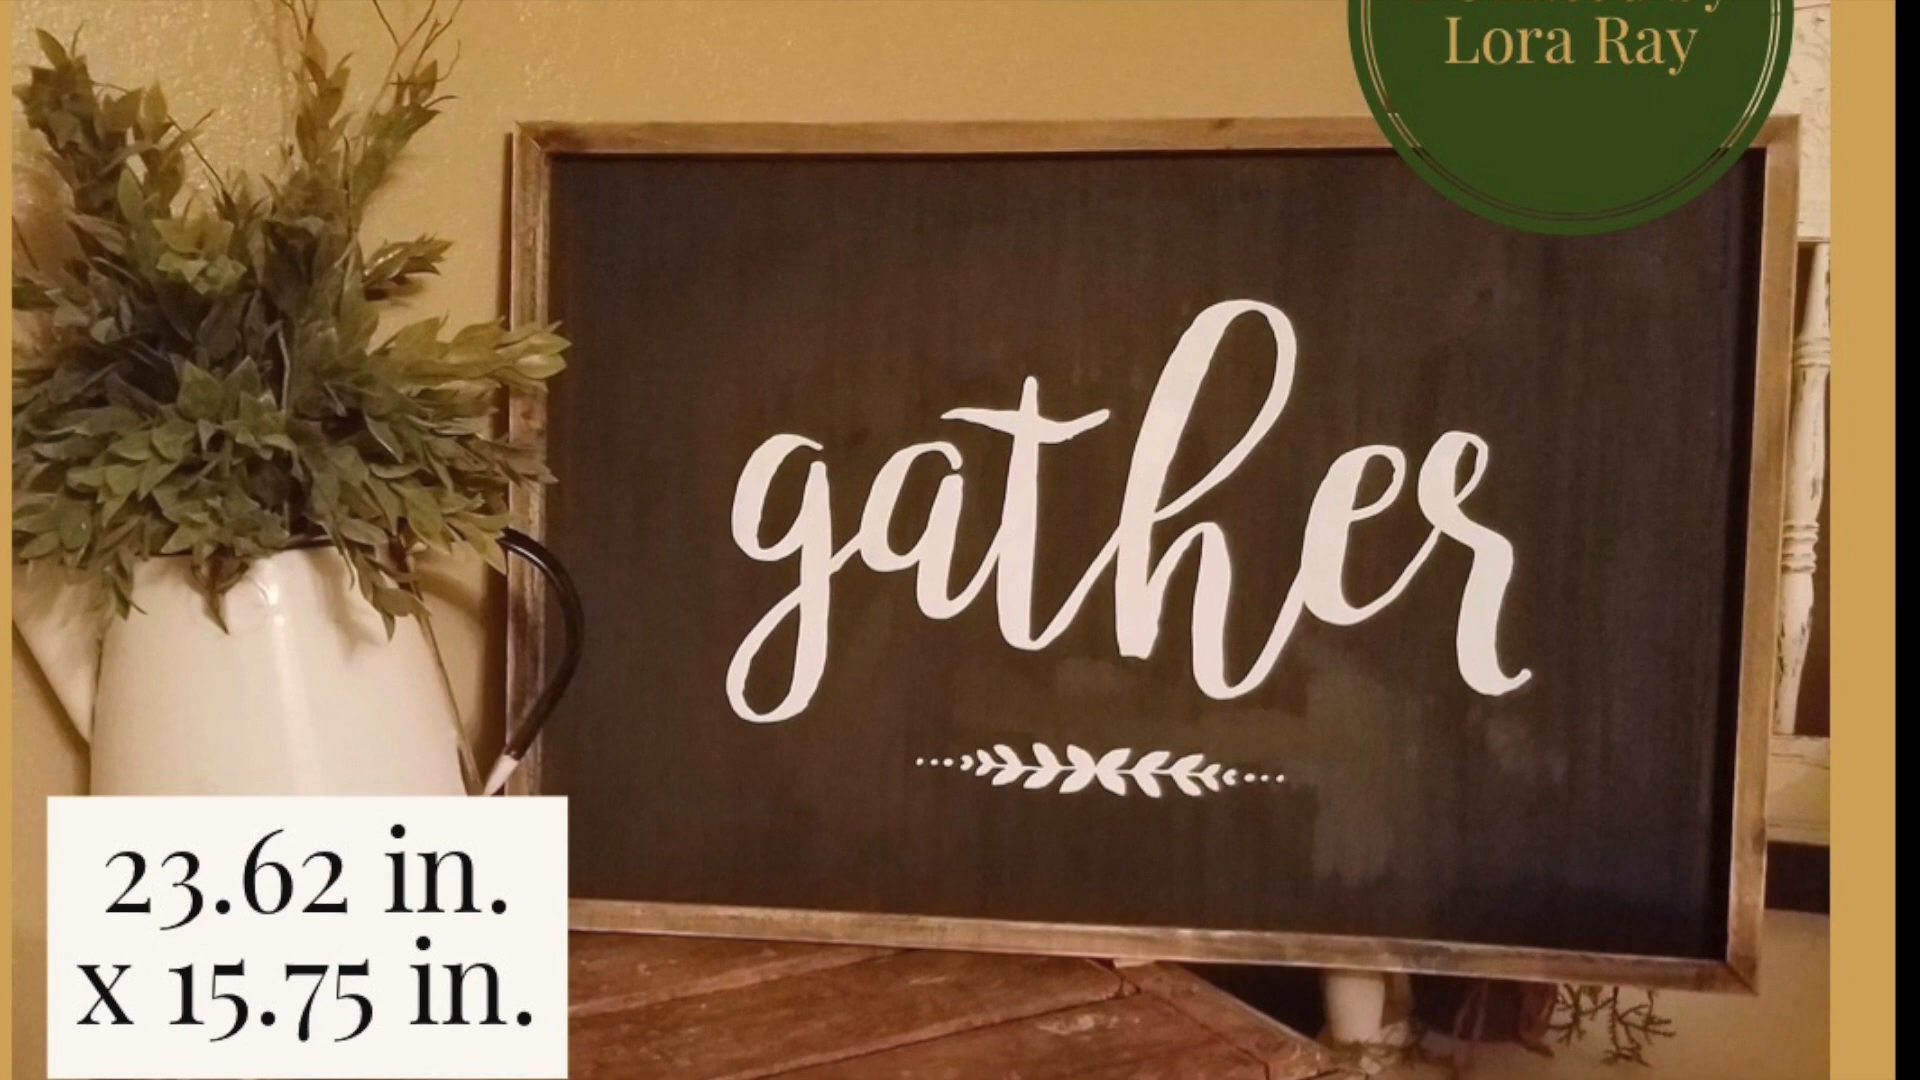 Lora Ray
gather
23.62 in.
x 15.75 in.